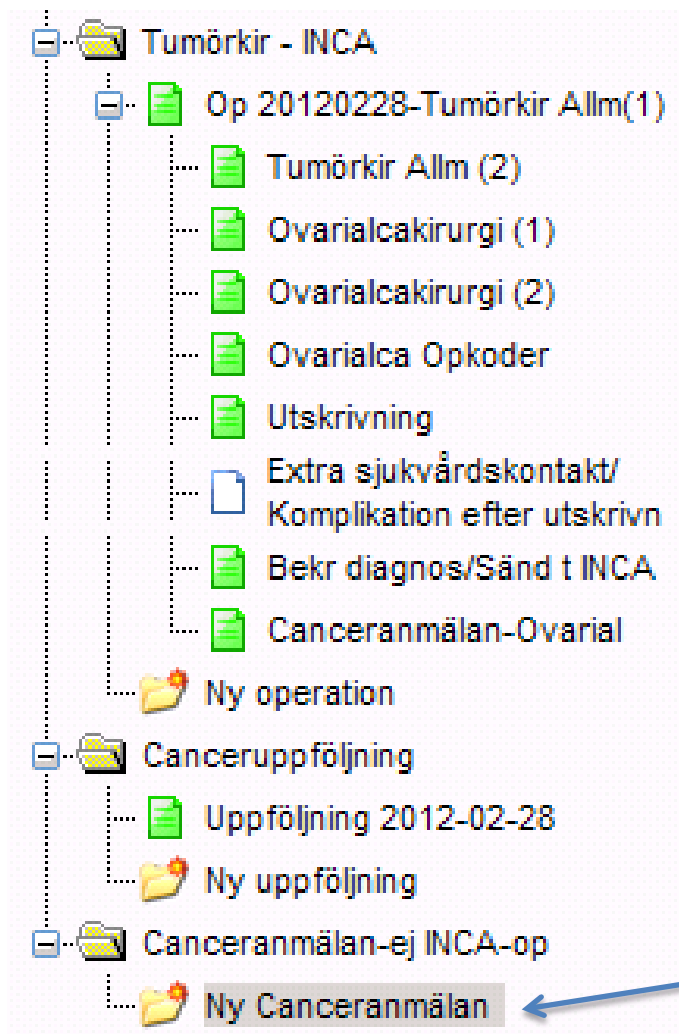 Tumörkir - INCA
Op 20120228-Tumörkir Allm(1)
Tumörkir Allm (2)
Ovarialcakirurgi (1)
Ovarialcakirurgi (2)
Ovarialca Opkoder
Utskrivning
Extra sjukvårdskontakt/
Komplikation efter utskrivn
Bekr diagnos/Sänd t INCA
Canceranmälan-Ovarial
Ny operation
Canceruppföljning
Uppföljning 2012-02-28
Ny uppföljning
Canceranmälan-ej INCA-op
Ny Canceranmälan